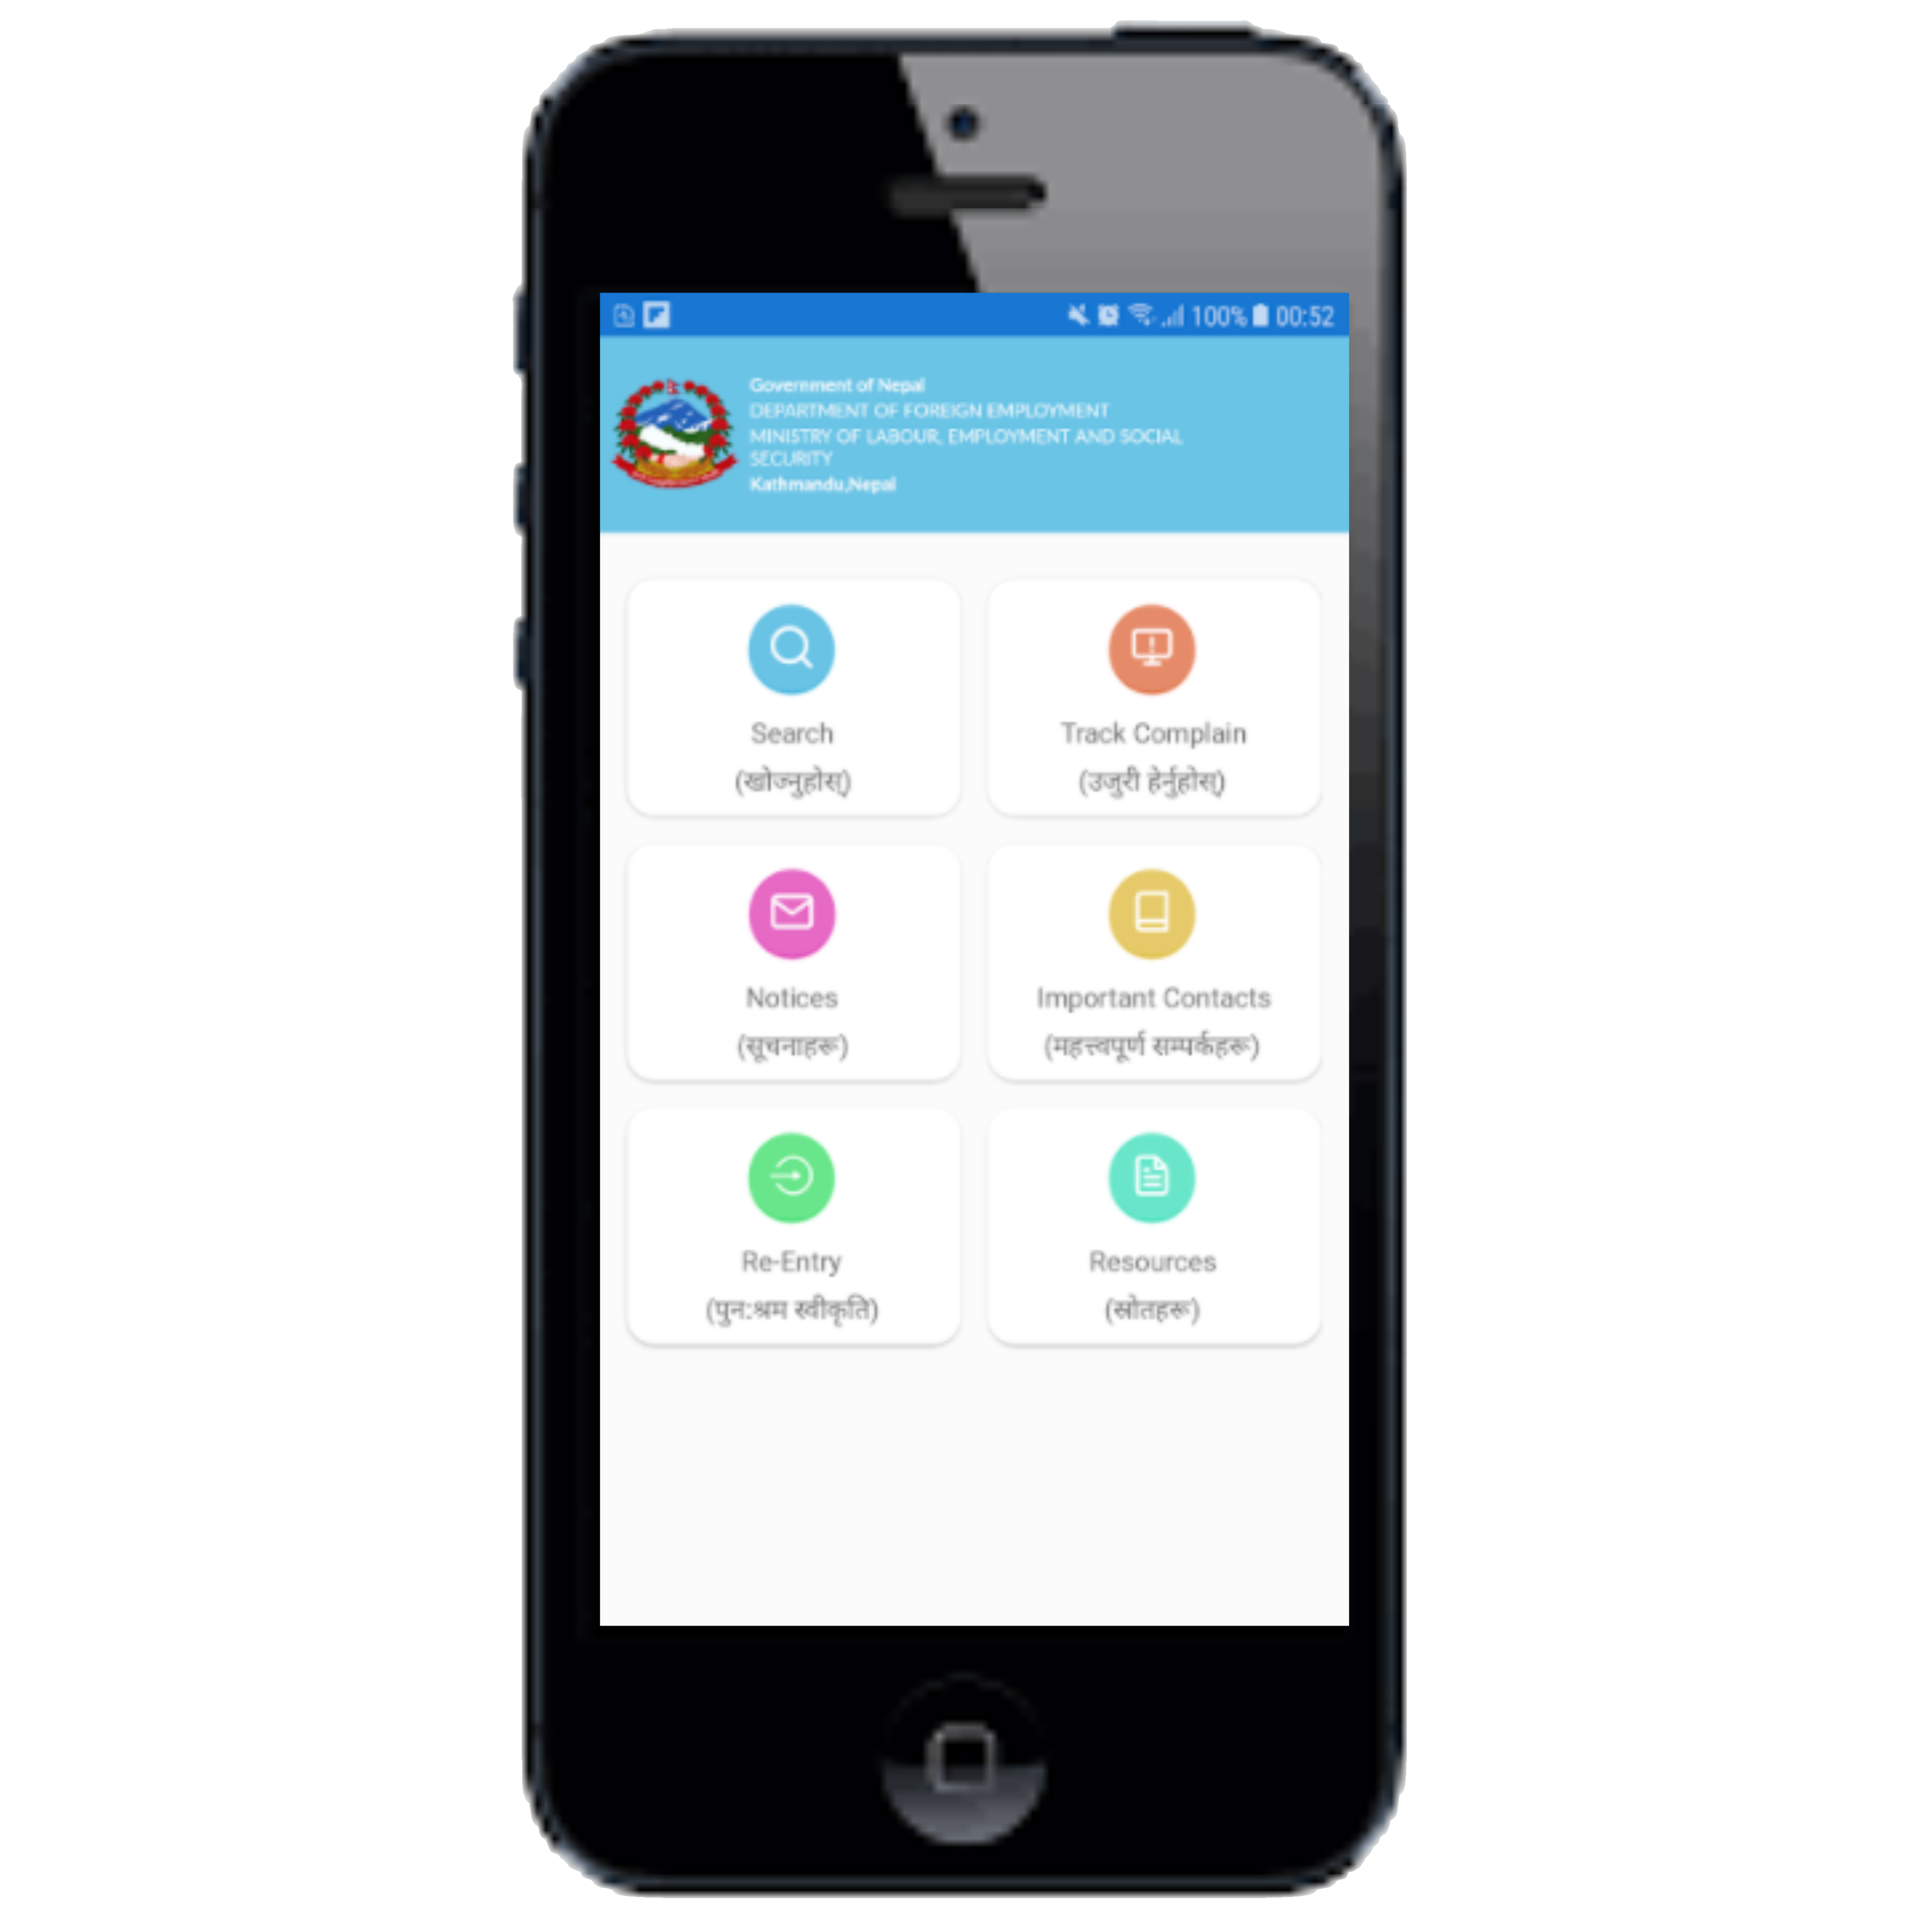 100% 00:52
Government of Nepal
DEPARTMENT OF FOREIGN EMPLOYMENT
MINISTRY OF LABOUR, EMPLOYMENT AND SOCIAL
SECURITY
Kathmandu,Nepal
Search
(खोज्नुहोस्)
Track Complain
(उजुरी हेर्नुहोस्)
Notices
(सूचनाहरू)
Important Contacts
(महत्त्वपूर्ण सम्पर्कहरू)
Re-Entry
(पुन:श्रम स्वीकृति)
Resources
(स्रोतहरू)